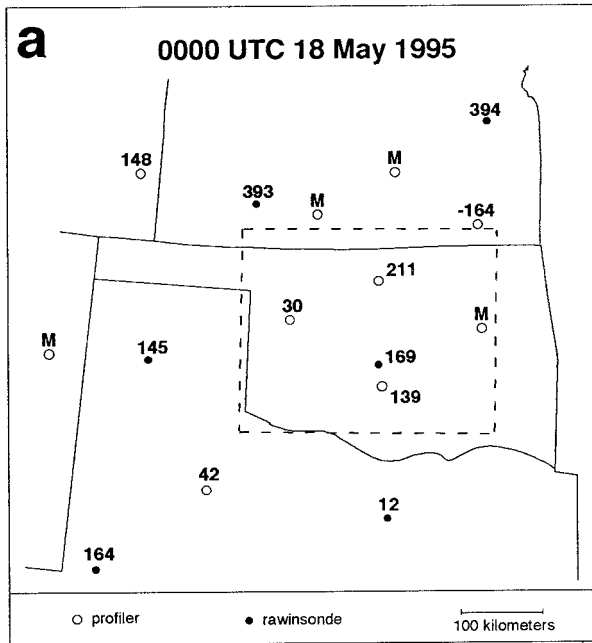 a
0000 UTC 18 May 1995
394
148
M
393
M
-164
211
30
M
M
145
169
139
42
12
164
profiler
rawinsonde
100 kilometers